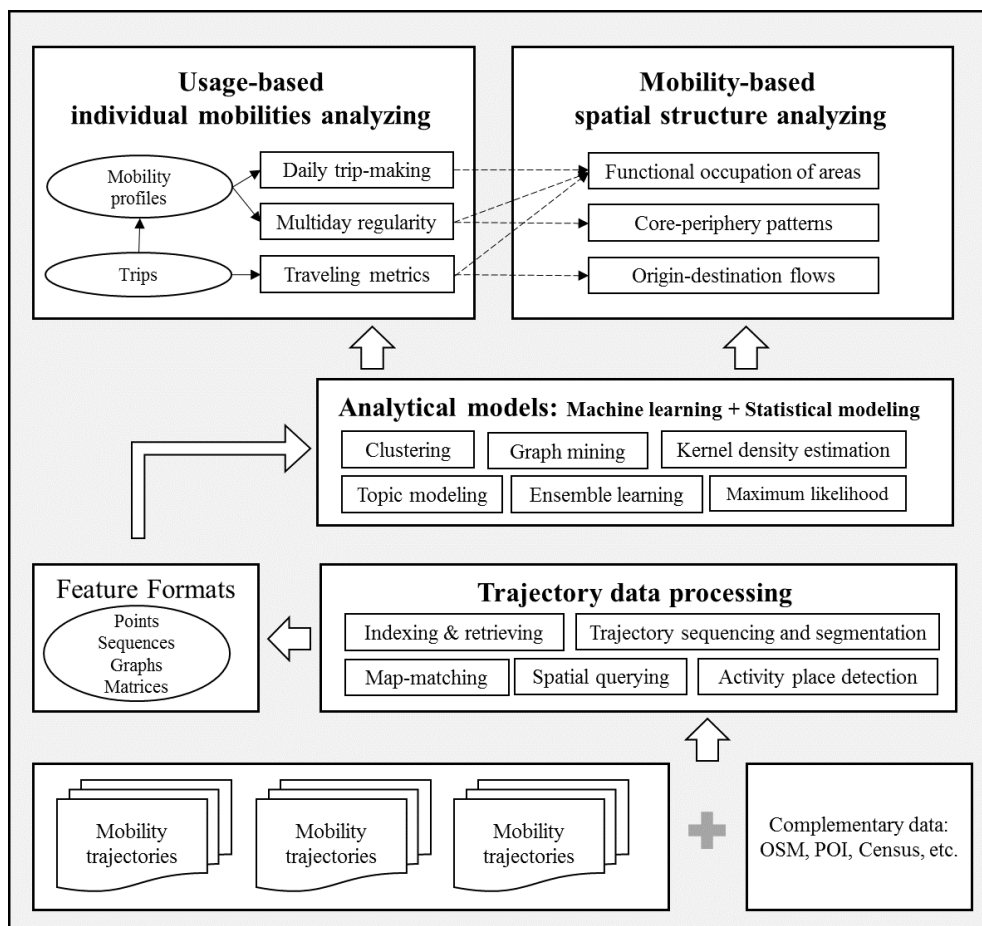 Usage-based
individual mobilities analyzing
Mobility
profiles
Trips
Daily trip-making
Multiday regularity
Traveling metrics
Mobility-based
spatial structure analyzing
Functional occupation of areas
Core-periphery patterns
Origin-destination flows
Analytical models: Machine learning + Statistical modeling
Clustering
Graph mining
Kernel density estimation
Topic modeling
Ensemble learning
Maximum likelihood
Feature Formats
Points
Sequences
Graphs
Matrices
Trajectory data processing
Indexing & retrieving
Trajectory sequencing and segmentation
Map-matching
Spatial querying
Activity place detection
Mobility
trajectories
Mobility
trajectories
Mobility
trajectories
Complementary data:
OSM, POI, Census, etc.